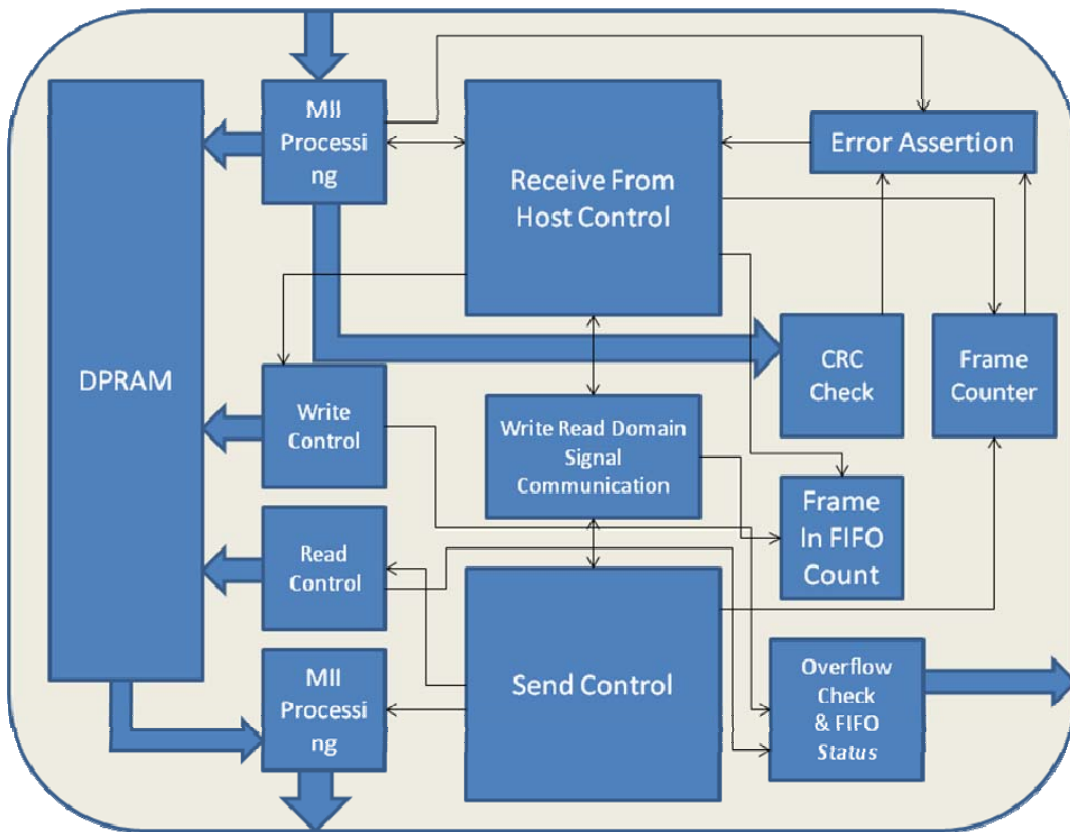 MII
Processi
ng
Receive From
Host Control
Error Assertion
DPRAM
CRC
Check
Frame
Counter
Write
Control
Write Read Domain
Signal
Communication
Frame
In FIFO
Count
Read
Control
MII
Processi
ng
Send Control
Overflow
Check
& FIFO
Status